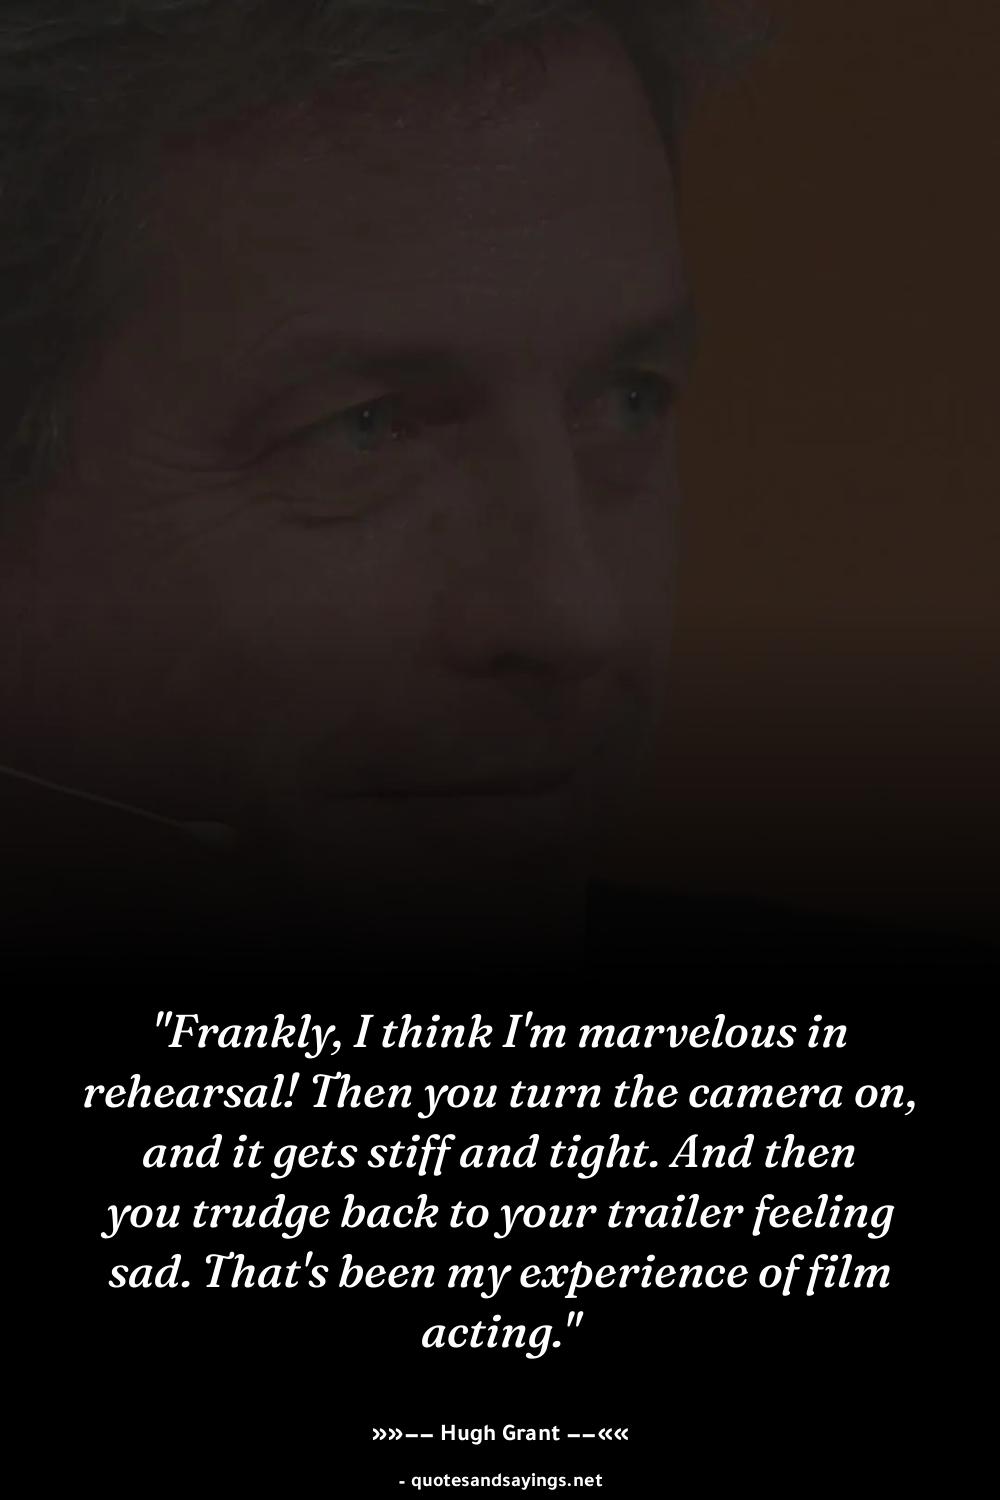 "Frankly, I think I'm marvelous in
rehearsal! Then you turn the camera on,
and it gets stiff and tight. And then
you trudge back to your trailer feeling
sad. That's been my experience of film
acting."
»»–– Hugh Grant ––««
- quotesandsayings.net